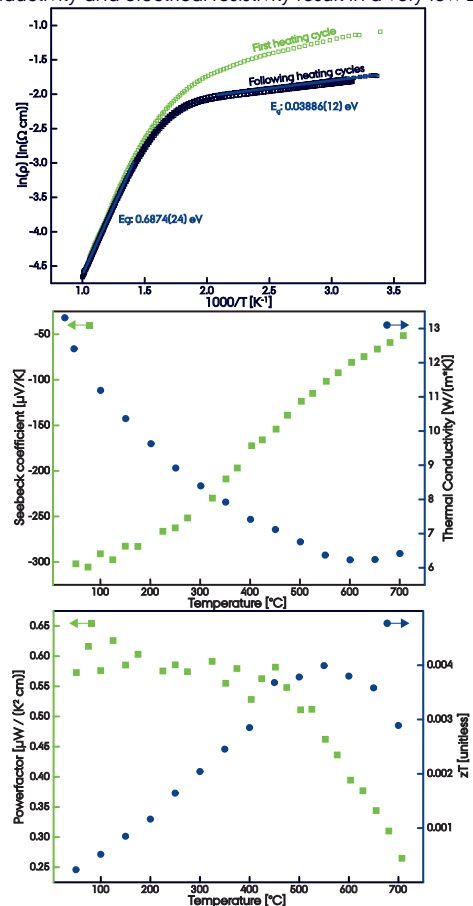 -1.0
First heating cycle
-1.5
Following heating cycles
-2.0
Eg: 0.03886(12) eV
-2.5
ln(ρ) [ln(Ω cm)]
-3.0
-3.5
Eg: 0.6874(24) eV
-4.0
-4.5
1.0 1.5 2.0 2.5 3.0 3.5
1000/T [K⁻¹]
-50
-100
-150
-200
-250
-300
Seebeck coefficient [µV/K]
13
12
11
10
9
8
7
6
Thermal Conductivity [W/(m*K)]
100 200 300 400 500 600 700
Temperature [°C]
0.65
0.60
0.55
0.50
0.45
0.40
0.35
0.30
0.25
Powerfactor [µW / (K² cm)]
0.004
0.003
0.002
0.001
zT [unitless]
100 200 300 400 500 600 700
Temperature [°C]